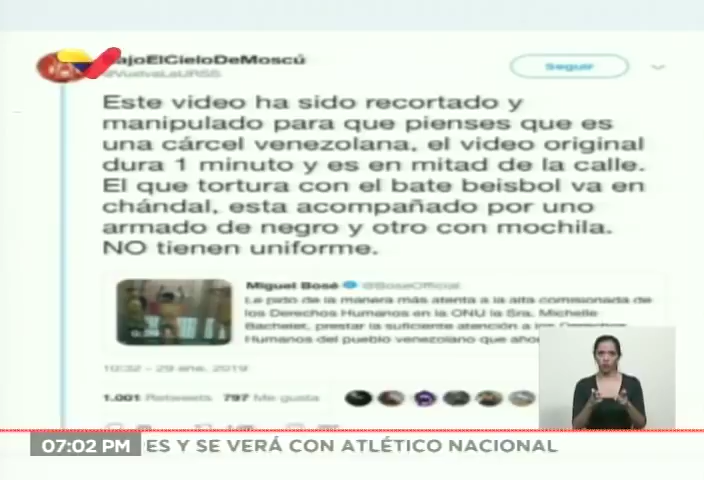 BajoElCieloDeMoscú
@VuelveLaURSS
Seguir
Este video ha sido recortado y
manipulado para que pienses que es
una cárcel venezolana, el video original
dura 1 minuto y es en mitad de la calle.
El que tortura con el bate beisbol va en
chándal, esta acompañado por uno
armado de negro y otro con mochila.
NO tienen uniforme.
Miguel Bosé @BoseOfficial
Le pido de la manera más atenta a la alta comisionada de
los Derechos Humanos en la ONU la Sra. Michelle
Bachelet, prestar la suficiente atención a los Derechos
Humanos del pueblo venezolano que
10:32 - 29 ene. 2019
1.001 Retweets 797 Me gusta
07:02 PM ES Y SE VERÁ CON ATLÉTICO NACIONAL